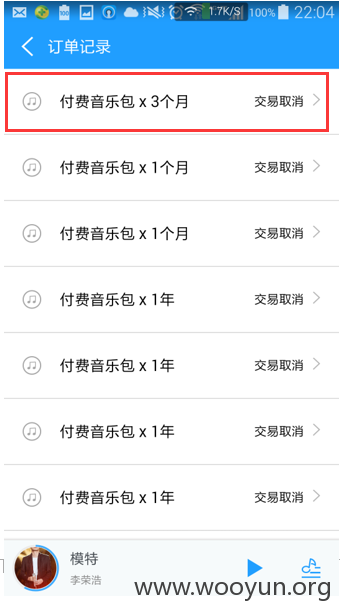 1.7K/S 100% 22:04
订单记录
付费音乐包 x 3个月 交易取消
付费音乐包 x 1个月 交易取消
付费音乐包 x 1个月 交易取消
付费音乐包 x 1年 交易取消
付费音乐包 x 1年 交易取消
付费音乐包 x 1年 交易取消
付费音乐包 x 1年 交易取消
模特
李荣浩
www.wooyun.org